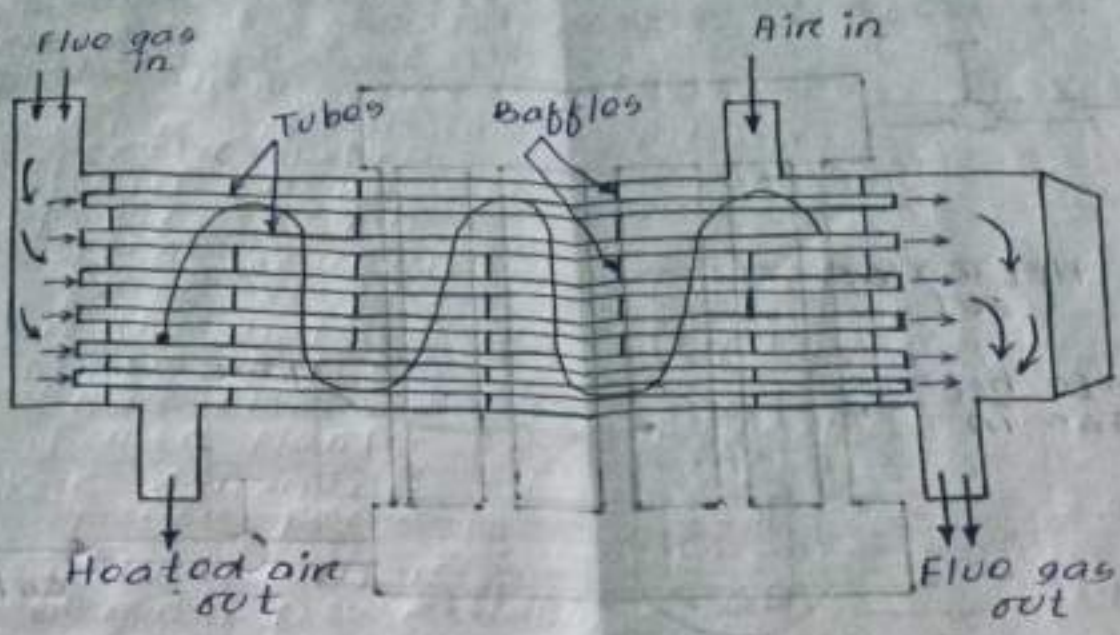 Flue gas
in
Air in
Tubes
Baffles
Heated air
out
Flue gas
out